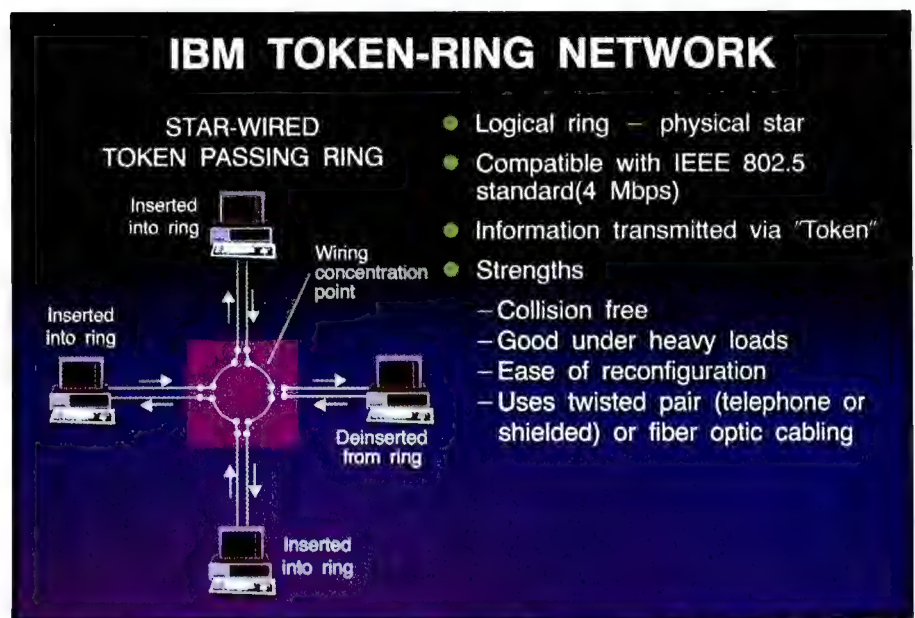 IBM TOKEN-RING NETWORK
STAR-WIRED
TOKEN PASSING RING
Inserted
into ring
Wiring
concentration
point
Inserted
into ring
Deinserted
from ring
Inserted
into ring
Logical ring – physical star
Compatible with IEEE 802.5
standard(4 Mbps)
Information transmitted via "Token"
Strengths
–Collision free
–Good under heavy loads
–Ease of reconfiguration
–Uses twisted pair (telephone or
shielded) or fiber optic cabling